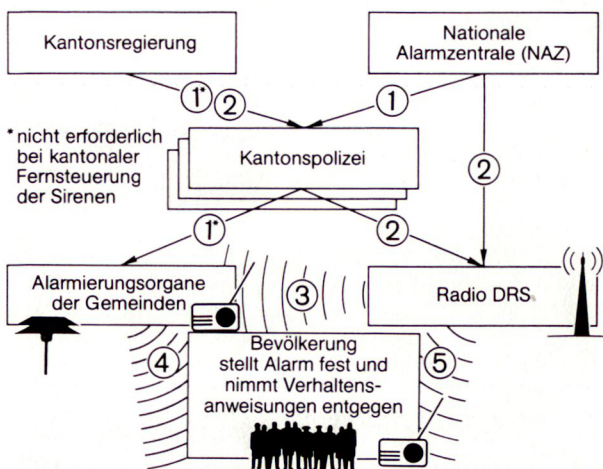 Kantonsregierung
Nationale
Alarmzentrale (NAZ)
1* 2
1
* nicht erforderlich
bei kantonaler
Fernsteuerung
der Sirenen
Kantonspolizei
2
1*
2
Alarmierungsorgane
der Gemeinden
3
Radio DRS
4
Bevölkerung
stellt Alarm fest und
nimmt Verhaltens-
anweisungen entgegen
5